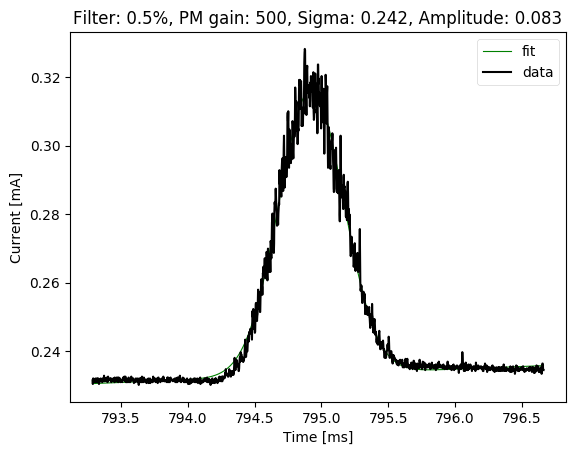 Filter: 0.5%, PM gain: 500, Sigma: 0.242, Amplitude: 0.083
fit
data
0.32
0.30
0.28
0.26
0.24
Current [mA]
793.5 794.0 794.5 795.0 795.5 796.0 796.5
Time [ms]